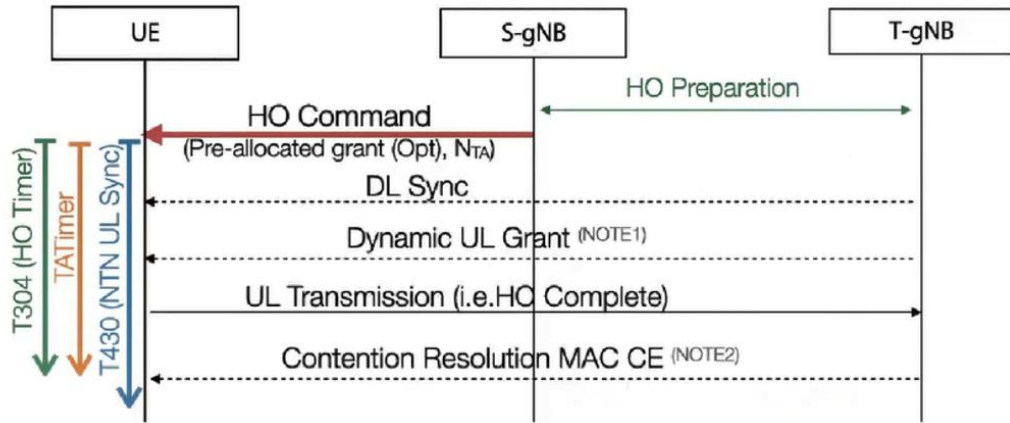 UE
S-gNB
T-gNB
HO Preparation
HO Command
(Pre-allocated grant (Opt), NTA)
DL Sync
Dynamic UL Grant (NOTE1)
UL Transmission (i.e.HO Complete)
Contention Resolution MAC CE (NOTE2)
T304 (HO Timer)
TATimer
T430 (NTN UL Sync)